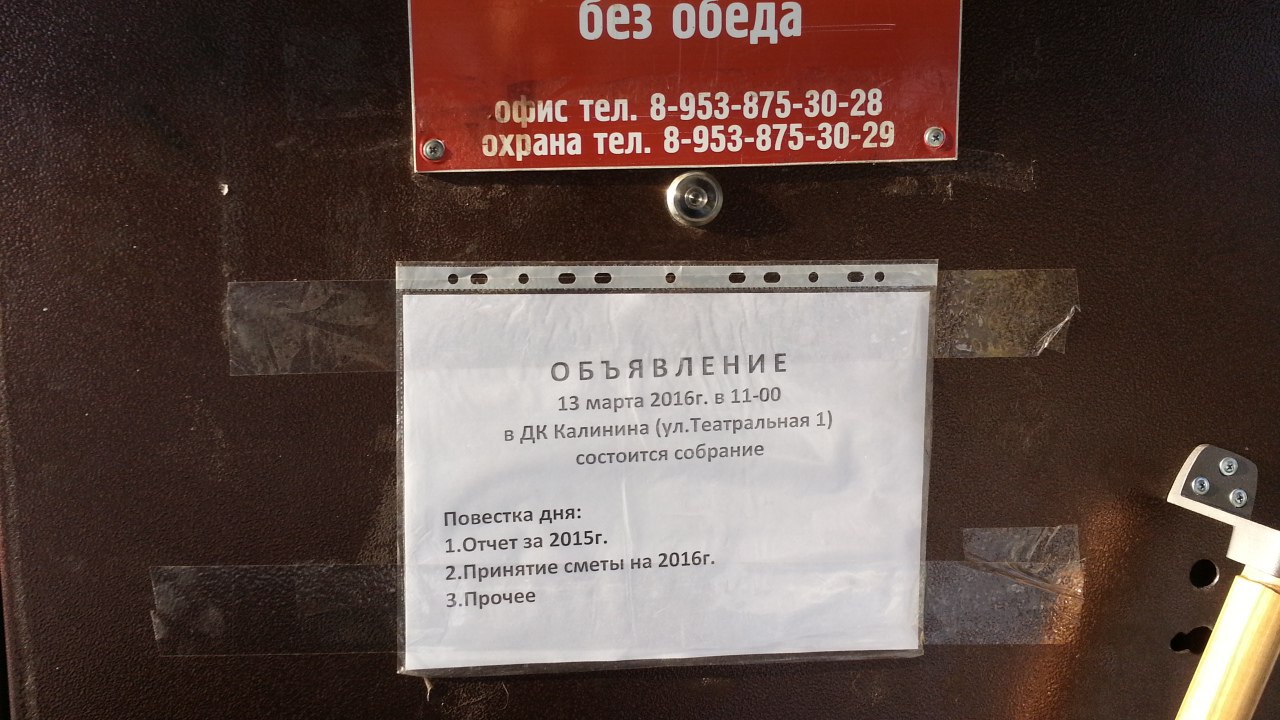 без обеда
офис тел. 8-953-875-30-28
охрана тел. 8-953-875-30-29
ОБЪЯВЛЕНИЕ
13 марта 2016г. в 11-00
в ДК Калинина (ул.Театральная 1)
состоится собрание
Повестка дня:
1.Отчет за 2015г.
2.Принятие сметы на 2016г.
3.Прочее